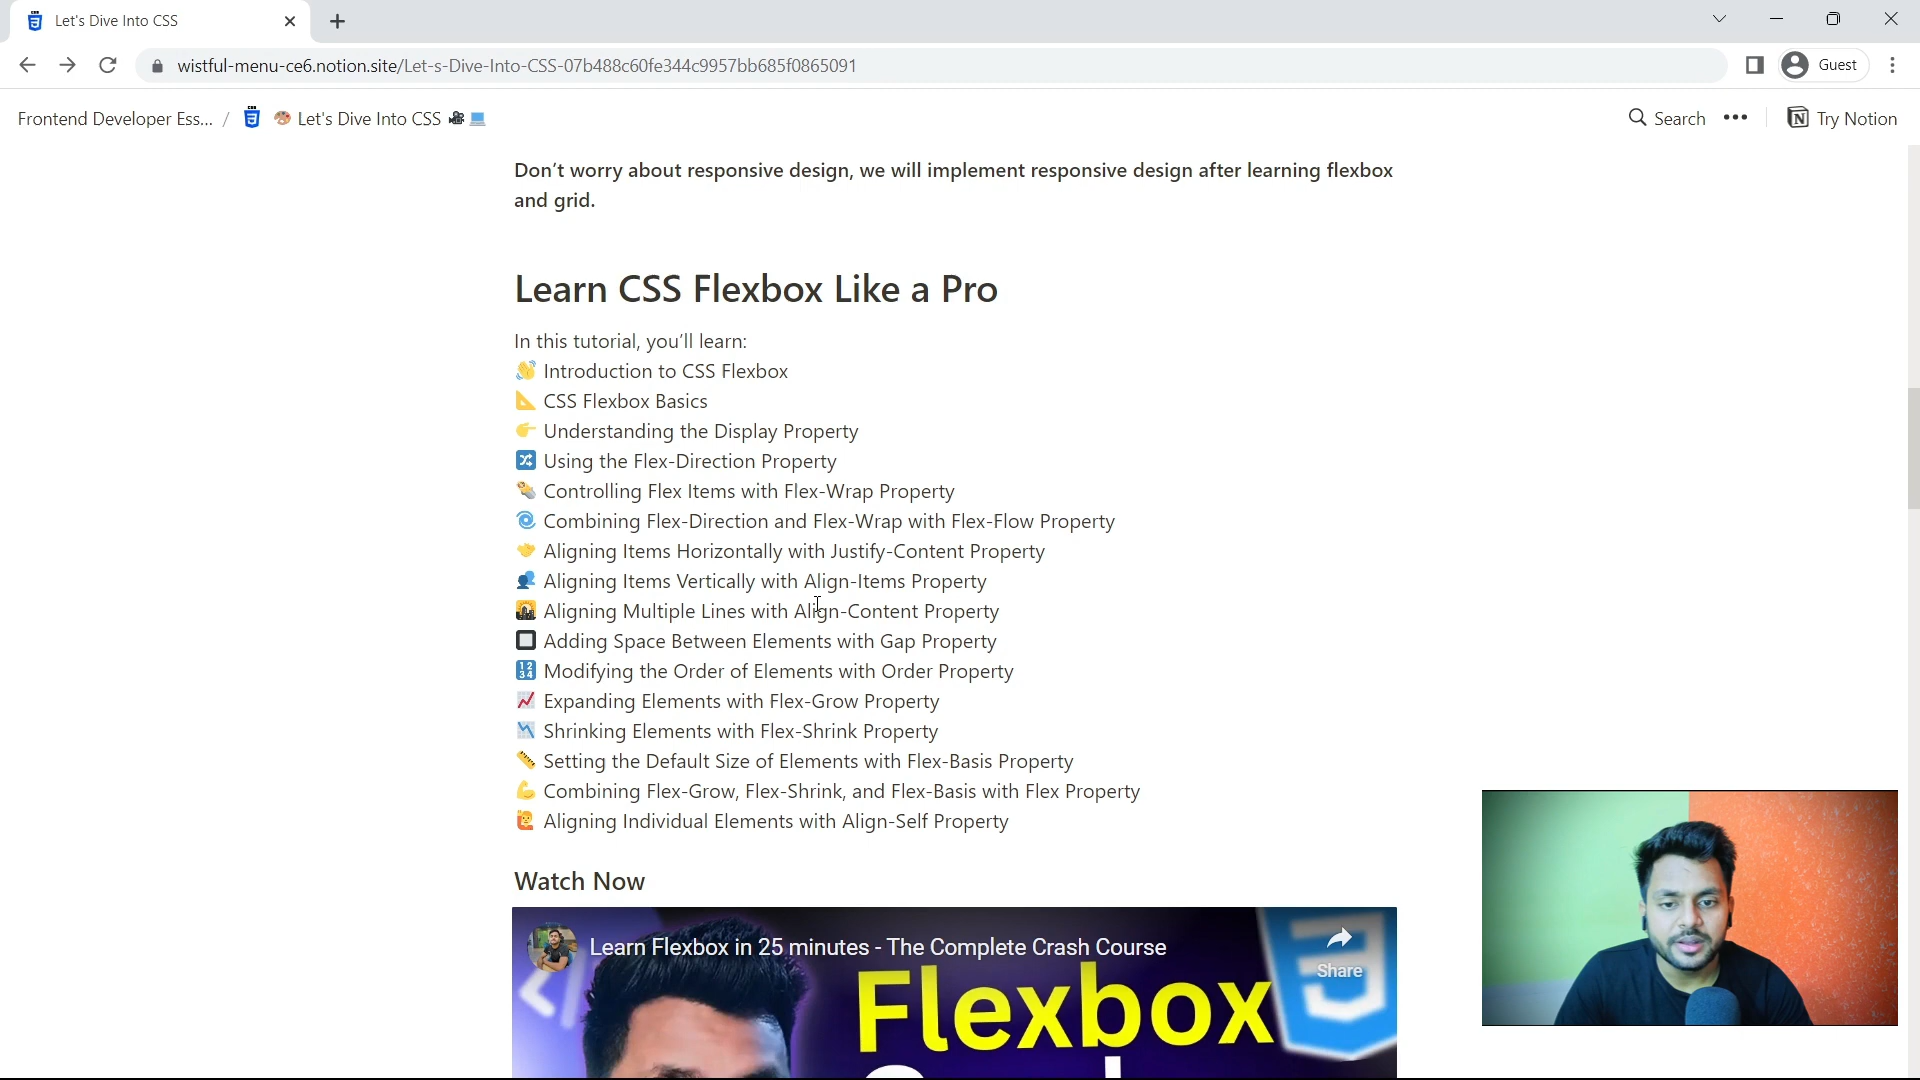 Let's Dive Into CSS
wistful-menu-ce6.notion.site/Let-s-Dive-Into-CSS-07b488c60fe344c9957bb685f0865091
Guest
Frontend Developer Ess... / 🎨 Let's Dive Into CSS 🎥💻
Search
Try Notion
Don't worry about responsive design, we will implement responsive design after learning flexbox
and grid.
Learn CSS Flexbox Like a Pro
In this tutorial, you'll learn:
👋 Introduction to CSS Flexbox
📐 CSS Flexbox Basics
👉 Understanding the Display Property
🔀 Using the Flex-Direction Property
🌯 Controlling Flex Items with Flex-Wrap Property
🌀 Combining Flex-Direction and Flex-Wrap with Flex-Flow Property
🤝 Aligning Items Horizontally with Justify-Content Property
👥 Aligning Items Vertically with Align-Items Property
🌇 Aligning Multiple Lines with Align-Content Property
🔲 Adding Space Between Elements with Gap Property
🔢 Modifying the Order of Elements with Order Property
📈 Expanding Elements with Flex-Grow Property
📉 Shrinking Elements with Flex-Shrink Property
📏 Setting the Default Size of Elements with Flex-Basis Property
💪 Combining Flex-Grow, Flex-Shrink, and Flex-Basis with Flex Property
🙋 Aligning Individual Elements with Align-Self Property
Watch Now
Learn Flexbox in 25 minutes - The Complete Crash Course
Share
Flexbox